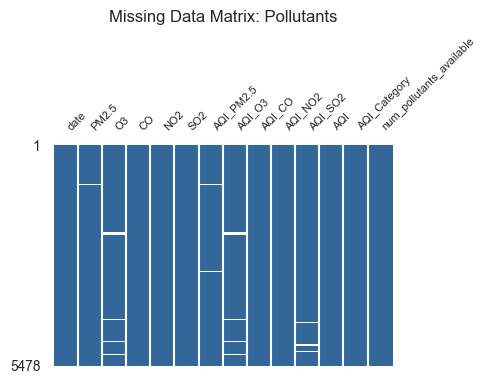 Missing Data Matrix: Pollutants
date
PM2.5
O3
CO
NO2
SO2
AQI_PM2.5
AQI_O3
AQI_CO
AQI_NO2
AQI_SO2
AQI
AQI_Category
num_pollutants_available
1
5478